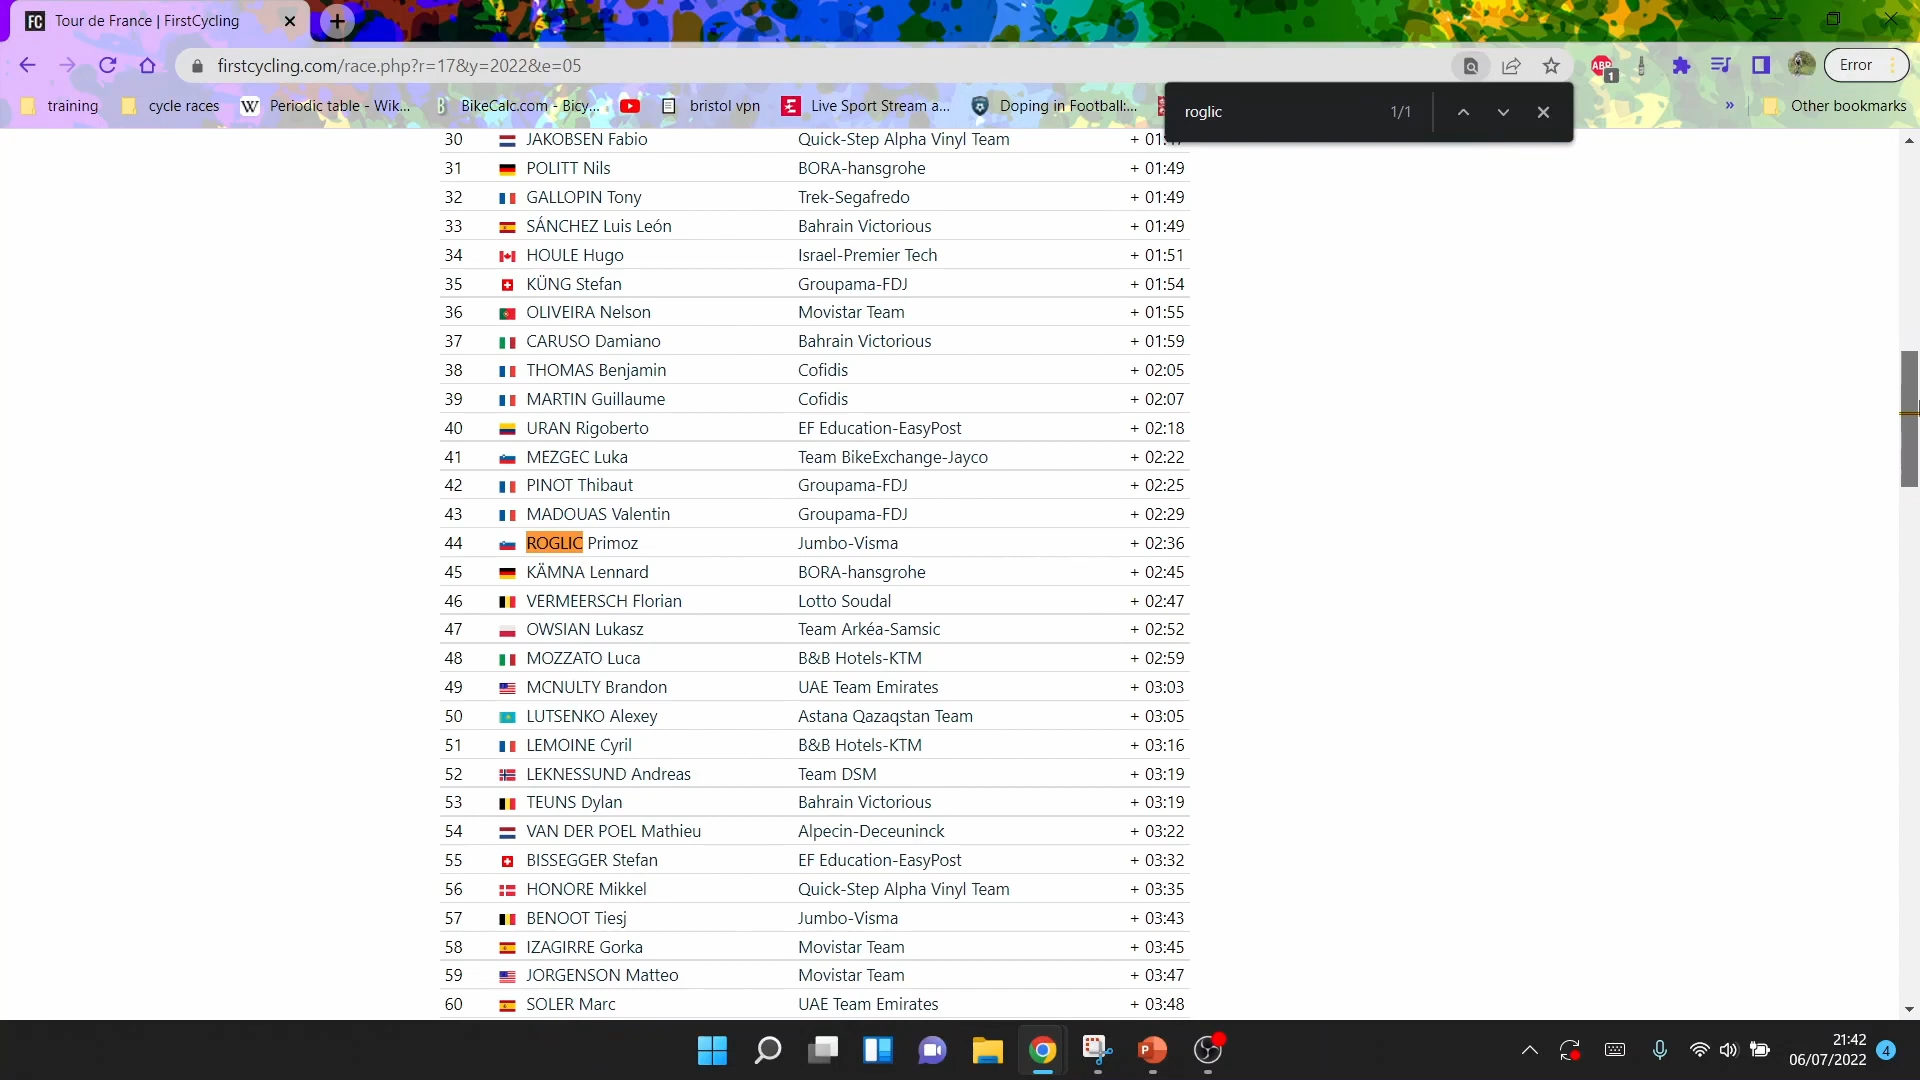 FC Tour de France | FirstCycling
firstcycling.com/race.php?r=17&y=2022&e=05
ABP 1
Error
training
cycle races
W Periodic table - Wik...
BikeCalc.com - Bicy...
bristol vpn
Live Sport Stream a...
Doping in Football:...
»
Other bookmarks
roglic 1/1
30 JAKOBSEN Fabio Quick-Step Alpha Vinyl Team + 01:47
31 POLITT Nils BORA-hansgrohe + 01:49
32 GALLOPIN Tony Trek-Segafredo + 01:49
33 SÁNCHEZ Luis León Bahrain Victorious + 01:49
34 HOULE Hugo Israel-Premier Tech + 01:51
35 KÜNG Stefan Groupama-FDJ + 01:54
36 OLIVEIRA Nelson Movistar Team + 01:55
37 CARUSO Damiano Bahrain Victorious + 01:59
38 THOMAS Benjamin Cofidis + 02:05
39 MARTIN Guillaume Cofidis + 02:07
40 URAN Rigoberto EF Education-EasyPost + 02:18
41 MEZGEC Luka Team BikeExchange-Jayco + 02:22
42 PINOT Thibaut Groupama-FDJ + 02:25
43 MADOUAS Valentin Groupama-FDJ + 02:29
44 ROGLIC Primoz Jumbo-Visma + 02:36
45 KÄMNA Lennard BORA-hansgrohe + 02:45
46 VERMEERSCH Florian Lotto Soudal + 02:47
47 OWSIAN Lukasz Team Arkéa-Samsic + 02:52
48 MOZZATO Luca B&B Hotels-KTM + 02:59
49 MCNULTY Brandon UAE Team Emirates + 03:03
50 LUTSENKO Alexey Astana Qazaqstan Team + 03:05
51 LEMOINE Cyril B&B Hotels-KTM + 03:16
52 LEKNESSUND Andreas Team DSM + 03:19
53 TEUNS Dylan Bahrain Victorious + 03:19
54 VAN DER POEL Mathieu Alpecin-Deceuninck + 03:22
55 BISSEGGER Stefan EF Education-EasyPost + 03:32
56 HONORE Mikkel Quick-Step Alpha Vinyl Team + 03:35
57 BENOOT Tiesj Jumbo-Visma + 03:43
58 IZAGIRRE Gorka Movistar Team + 03:45
59 JORGENSON Matteo Movistar Team + 03:47
60 SOLER Marc UAE Team Emirates + 03:48
21:42
06/07/2022
4